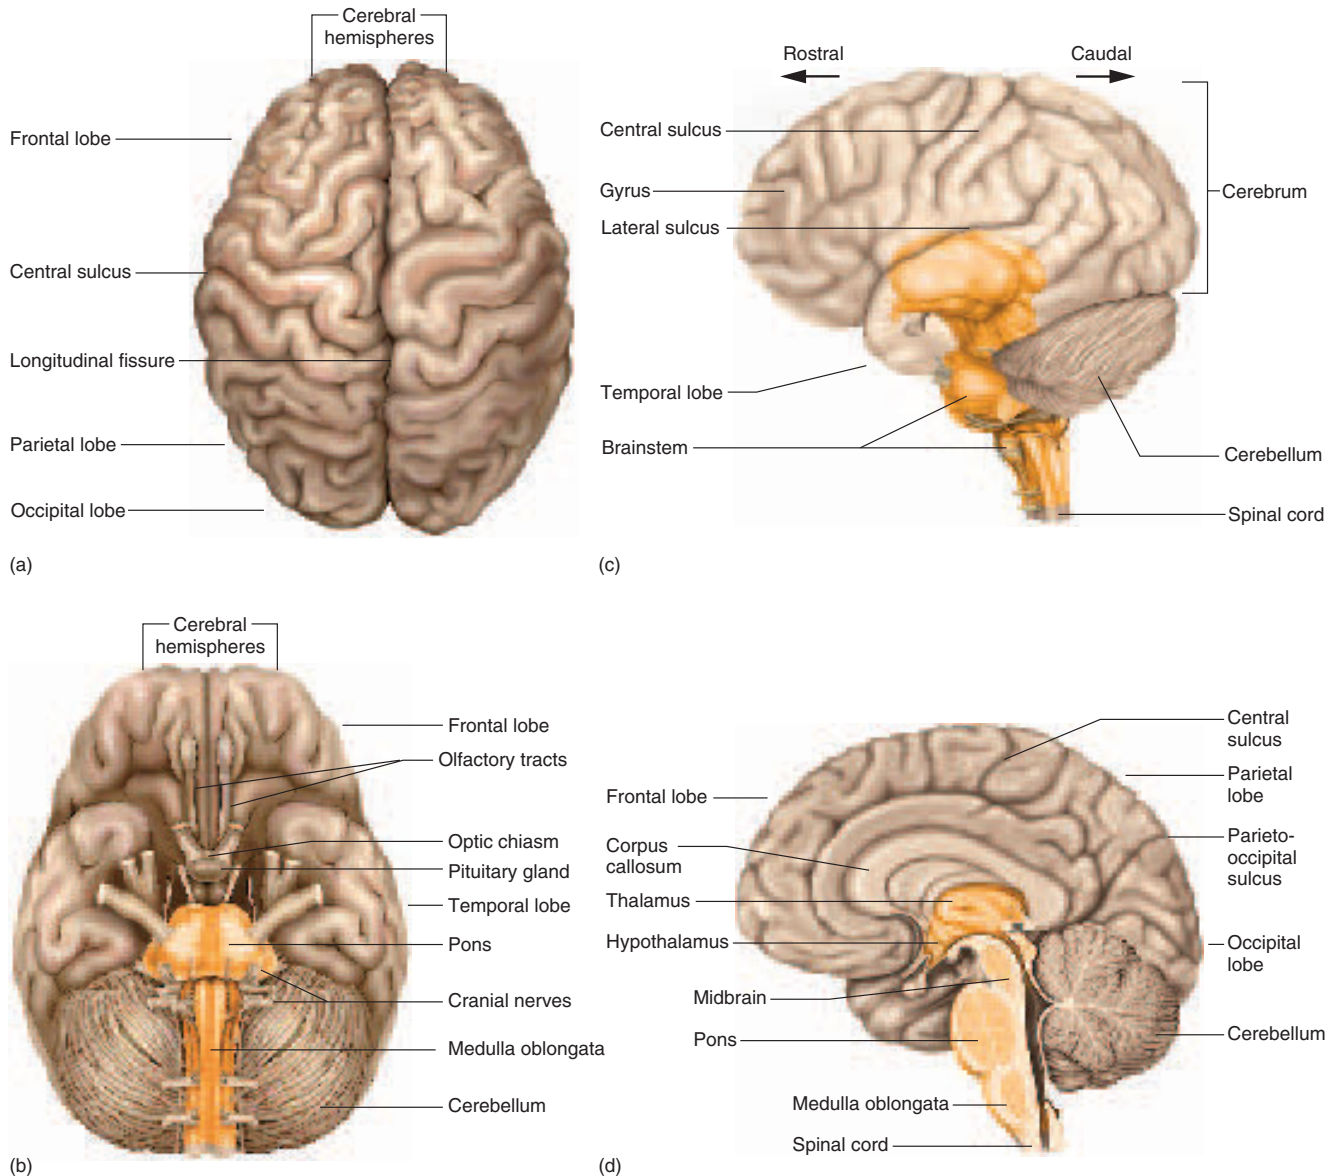 Cerebral
hemispheres
Frontal lobe
Central sulcus
Longitudinal fissure
Parietal lobe
Occipital lobe
(a)
Rostral
Caudal
Central sulcus
Gyrus
Lateral sulcus
Temporal lobe
Brainstem
Cerebrum
Cerebellum
Spinal cord
(c)
Cerebral
hemispheres
Frontal lobe
Olfactory tracts
Optic chiasm
Pituitary gland
Temporal lobe
Pons
Cranial nerves
Medulla oblongata
Cerebellum
(b)
Frontal lobe
Corpus
callosum
Thalamus
Hypothalamus
Midbrain
Pons
Medulla oblongata
Spinal cord
Central
sulcus
Parietal
lobe
Parieto-
occipital
sulcus
Occipital
lobe
Cerebellum
(d)